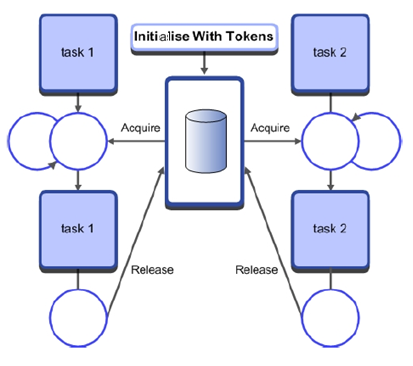 task 1
Initialise With Tokens
task 2
Acquire
Acquire
task 1
task 2
Release
Release